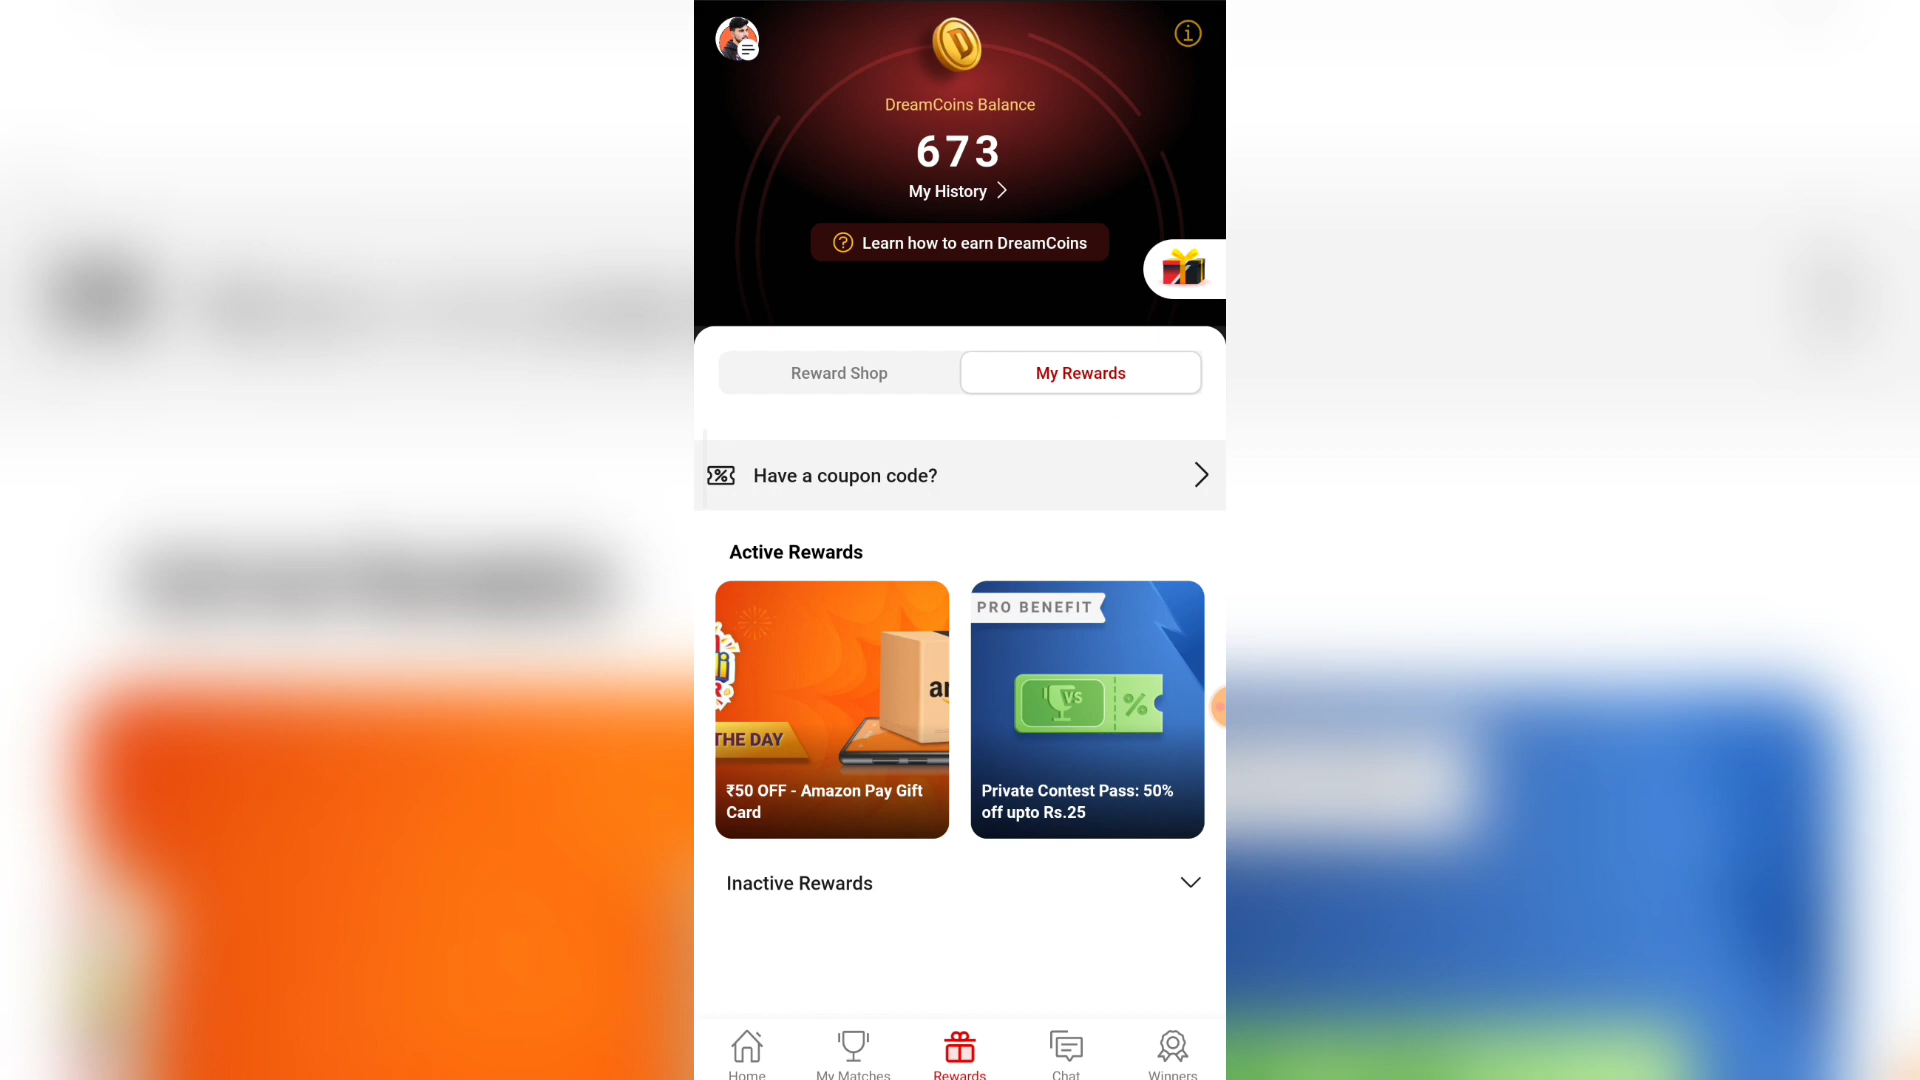 DreamCoins Balance
673
My History
Learn how to earn DreamCoins
Reward Shop
My Rewards
Have a coupon code?
Active Rewards
THE DAY
₹50 OFF - Amazon Pay Gift
Card
PRO BENEFIT
VS
Private Contest Pass: 50%
off upto Rs.25
Inactive Rewards
Home
My Matches
Rewards
Chat
Winners